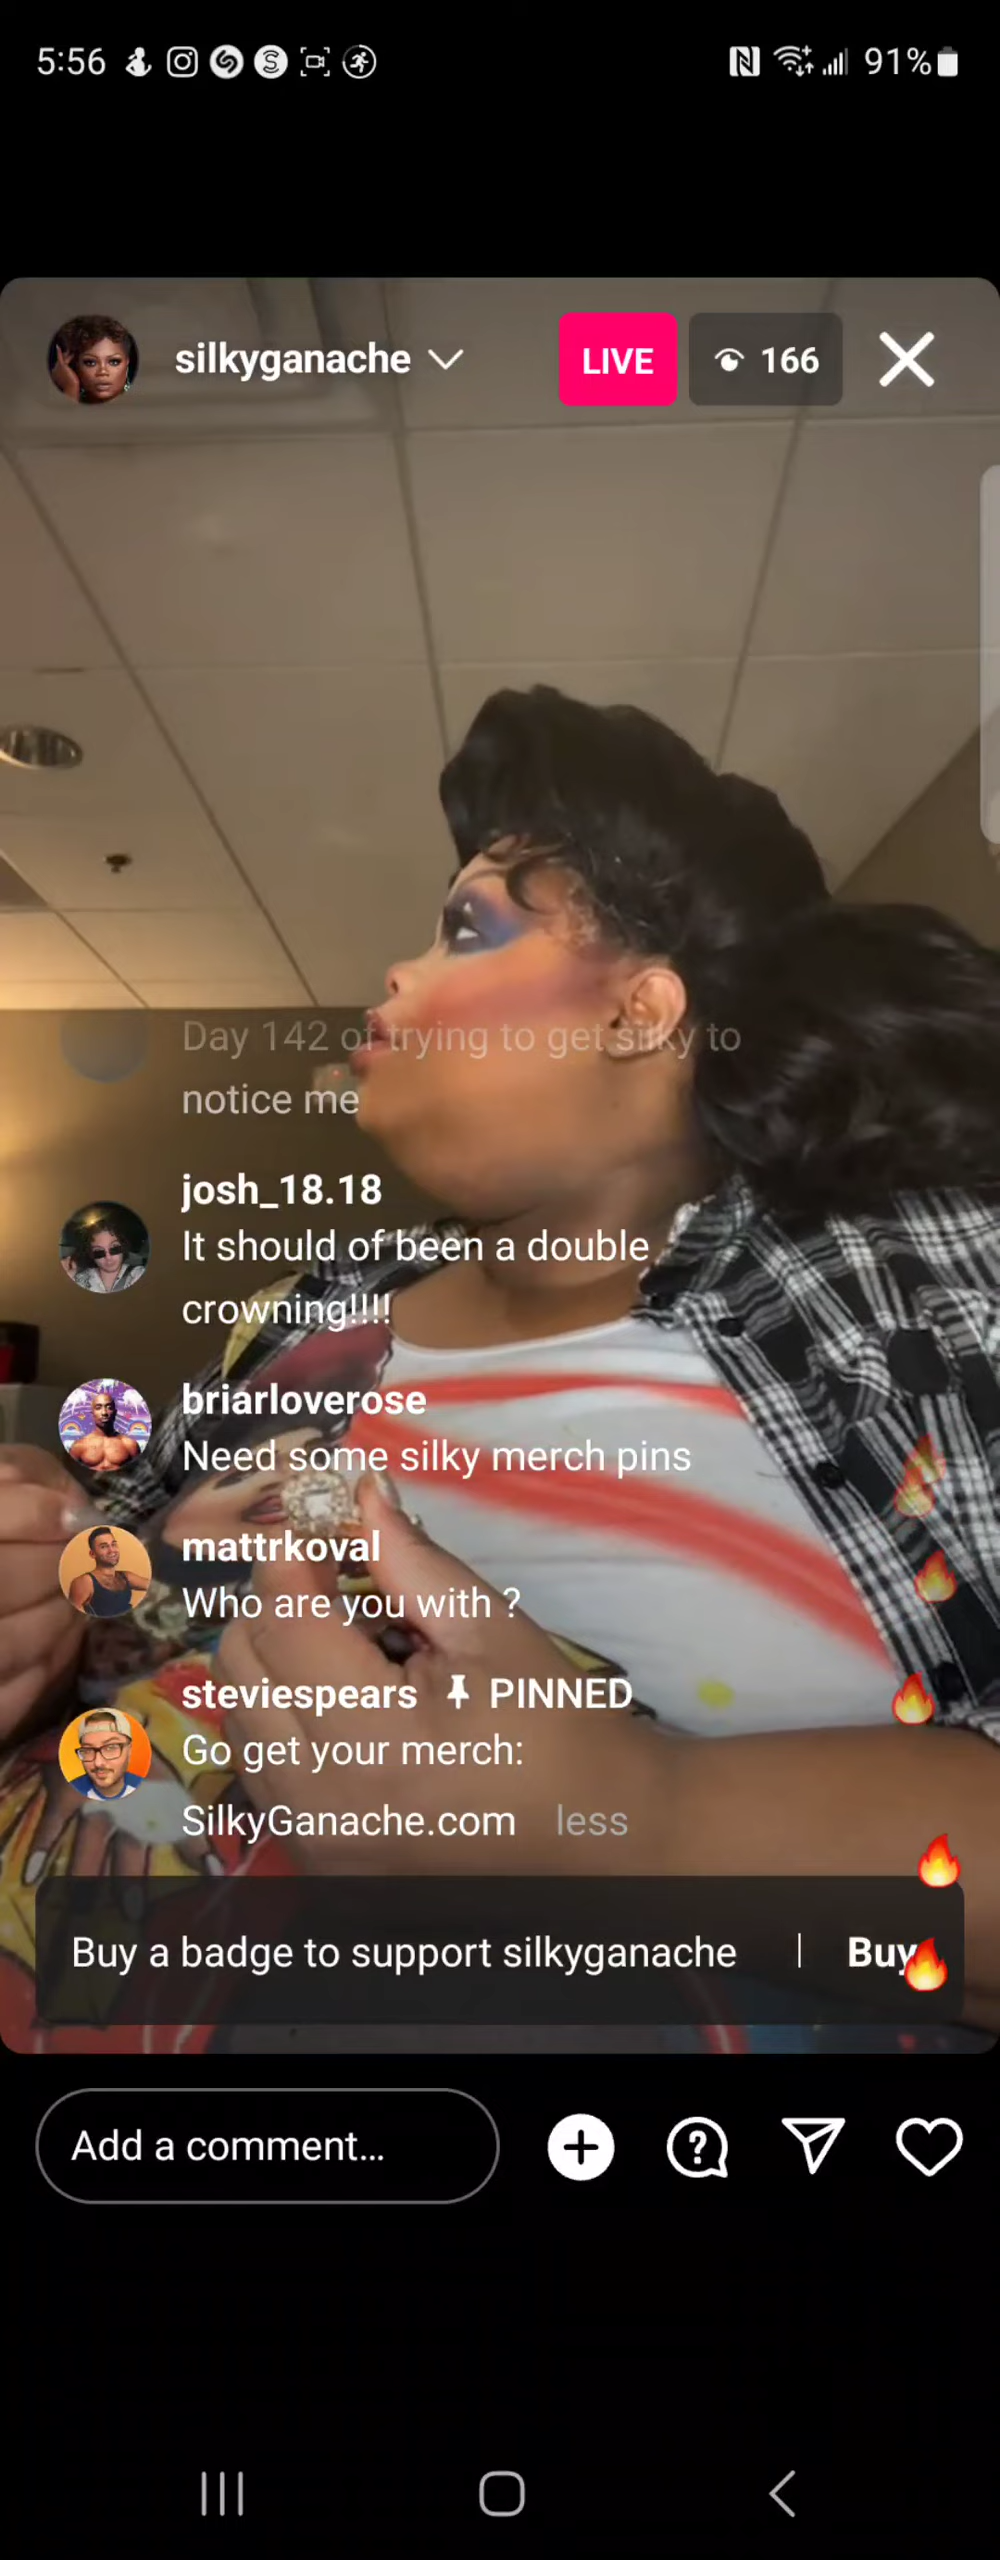 5:56
91%
silkyganache
LIVE
166
Day 142 of trying to get silky to
notice me
josh_18.18
It should of been a double
crowning!!!!
briarloverose
Need some silky merch pins
mattrkoval
Who are you with ?
steviespears PINNED
Go get your merch:
SilkyGanache.com less
Buy a badge to support silkyganache | Buy
Add a comment...